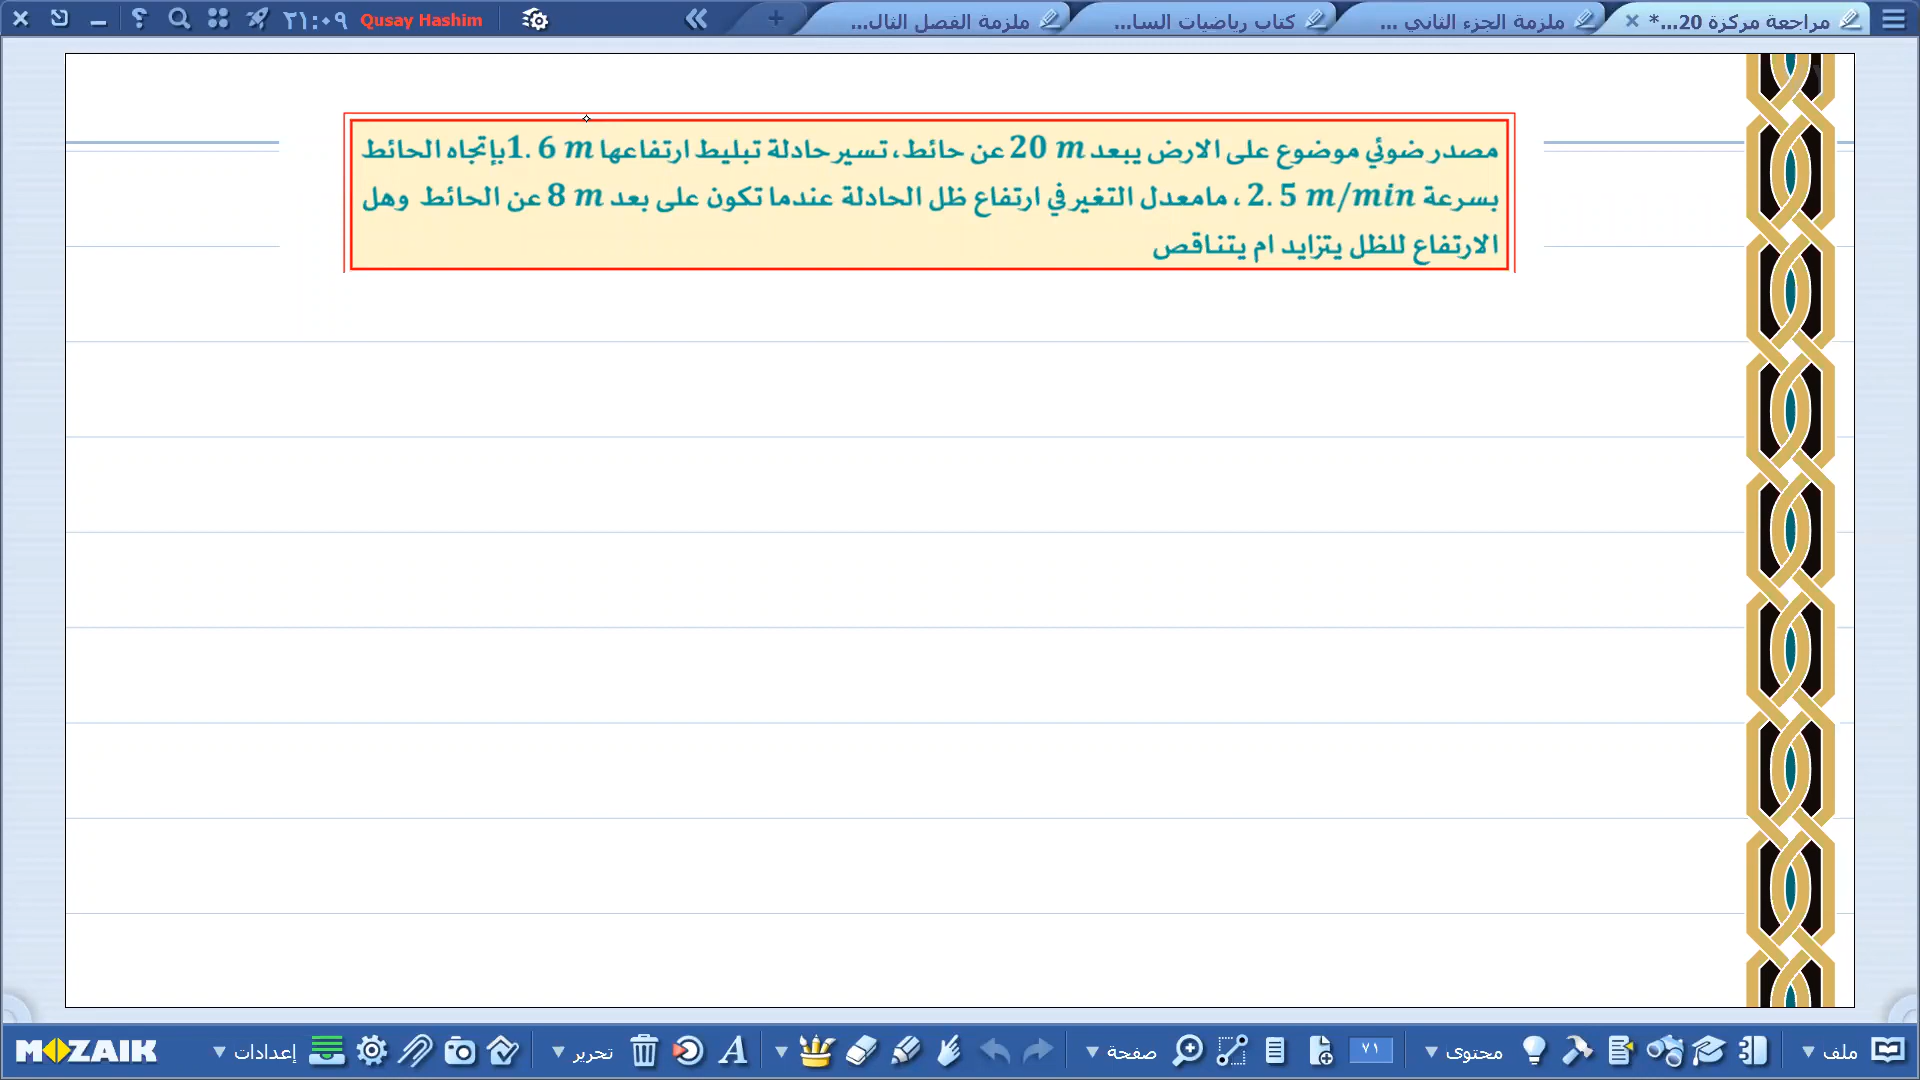 مراجعة مركزة 20...*
ملزمة الجزء الثاني ...
كتاب رياضيات السا...
ملزمة الفصل الثال...
Qusay Hashim
٢١:٠٩
مصدر ضوئي موضوع على الارض يبعد 20 m عن حائط ، تسير حادلة تبليط ارتفاعها 1.6 m بإتجاه الحائط
بسرعة 2.5 m/min ، مامعدل التغير في ارتفاع ظل الحادلة عندما تكون على بعد 8 m عن الحائط وهل
الارتفاع للظل يتزايد ام يتناقص
ملف
محتوى
٧١
صفحة
تحرير
إعدادات
MOZAIK